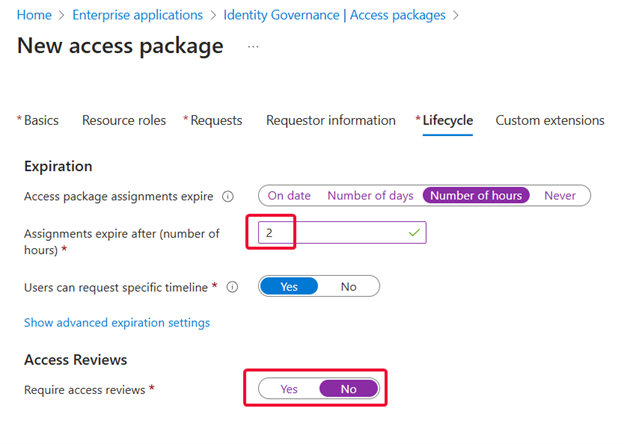 Home > Enterprise applications > Identity Governance | Access packages >
New access package ...
*Basics Resource roles *Requests Requestor information *Lifecycle Custom extensions
Expiration
Access package assignments expire On date Number of days Number of hours Never
Assignments expire after (number of
hours) * 2
Users can request specific timeline * Yes No
Show advanced expiration settings
Access Reviews
Require access reviews * Yes No